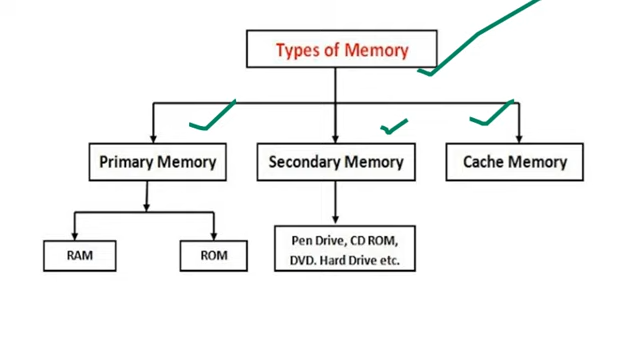 Types of Memory
Primary Memory
Secondary Memory
Cache Memory
RAM
ROM
Pen Drive, CD ROM,
DVD. Hard Drive etc.